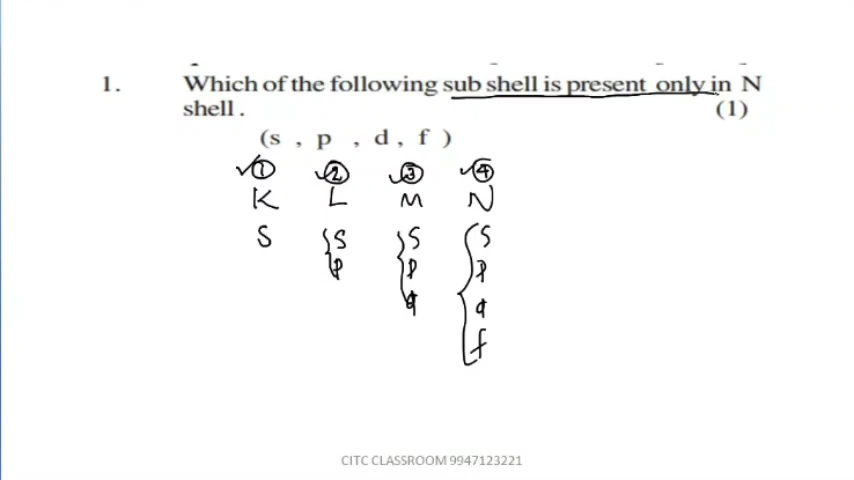 1. Which of the following sub shell is present only in N
shell. (1)
(s , p , d , f )
1 2 3 4
K L M N
S S S S
p p p
d d
f
CITC CLASSROOM 9947123221